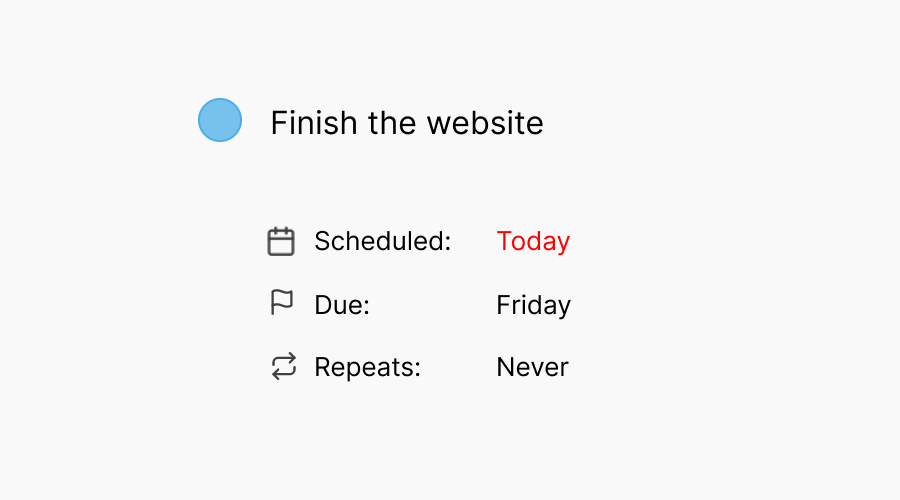 Finish the website
Scheduled: Today
Due: Friday
Repeats: Never